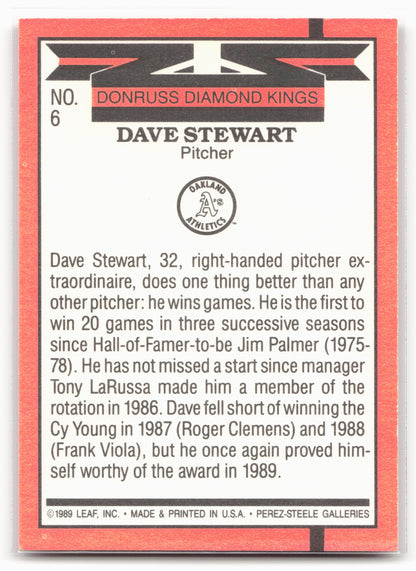 NO.
6
DONRUSS DIAMOND KINGS
DAVE STEWART
Pitcher
OAKLAND
A's®
ATHLETICS
Dave Stewart, 32, right-handed pitcher ex-
traordinaire, does one thing better than any
other pitcher: he wins games. He is the first to
win 20 games in three successive seasons
since Hall-of-Famer-to-be Jim Palmer (1975-
78). He has not missed a start since manager
Tony LaRussa made him a member of the
rotation in 1986. Dave fell short of winning the
Cy Young in 1987 (Roger Clemens) and 1988
(Frank Viola), but he once again proved him-
self worthy of the award in 1989.
©1989 LEAF, INC. • MADE & PRINTED IN U.S.A. • PEREZ-STEELE GALLERIES